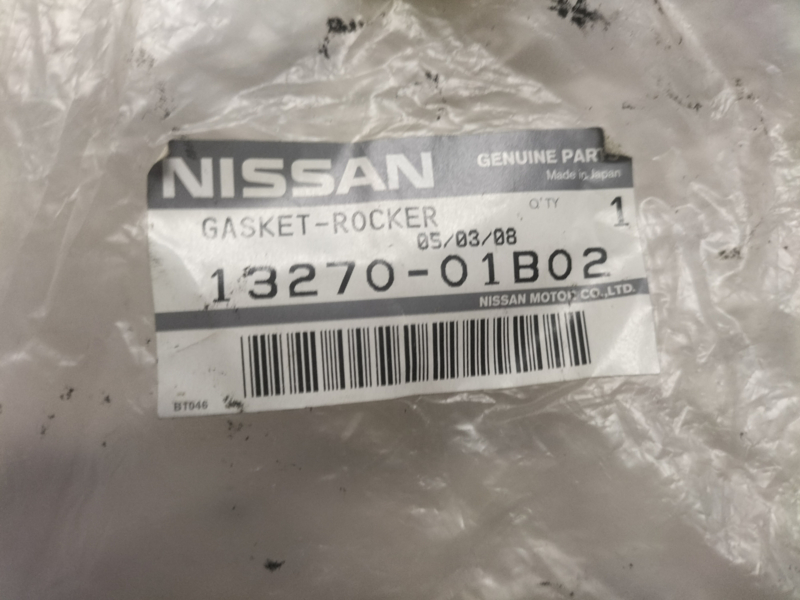 NISSAN
GENUINE PARTS
Made in Japan
GASKET-ROCKER
Q'TY 1
05/03/08
13270-01B02
NISSAN MOTOR CO.,LTD.
BT046